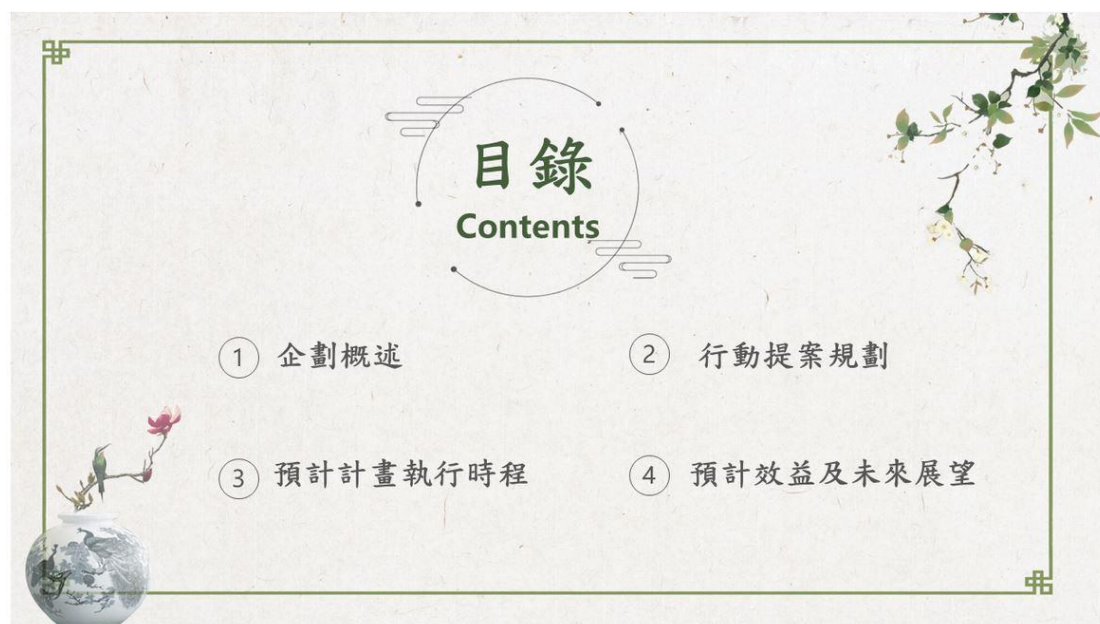 目錄
Contents
1 企劃概述
2 行動提案規劃
3 預計計畫執行時程
4 預計效益及未來展望